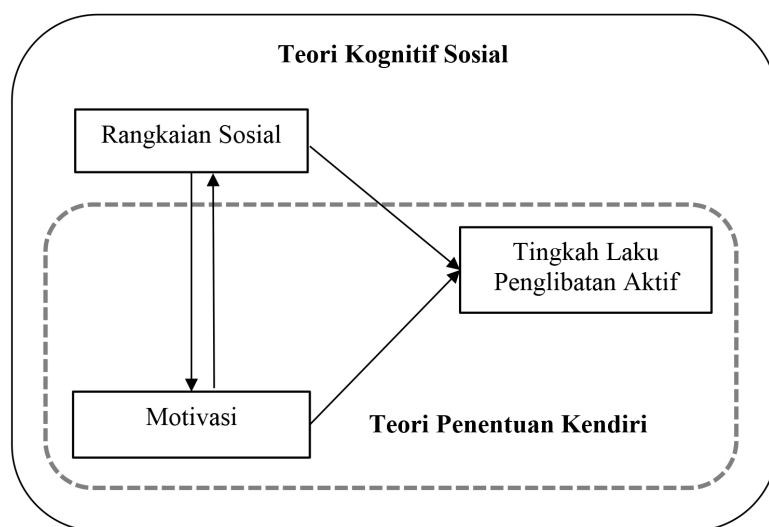 Teori Kognitif Sosial
Rangkaian Sosial
Tingkah Laku
Penglibatan Aktif
Motivasi
Teori Penentuan Kendiri